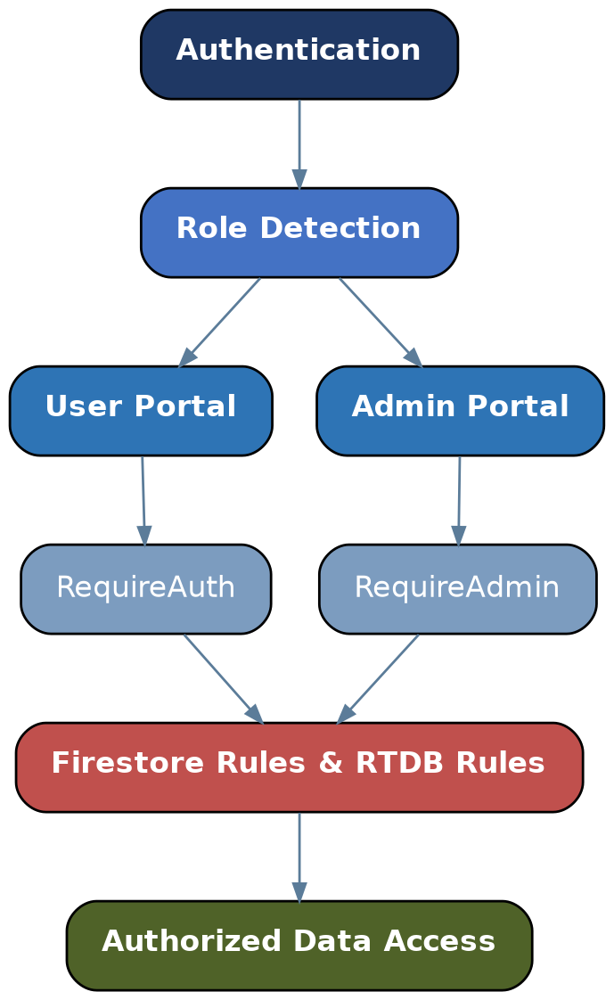 Authentication
Role Detection
User Portal
Admin Portal
RequireAuth
RequireAdmin
Firestore Rules & RTDB Rules
Authorized Data Access